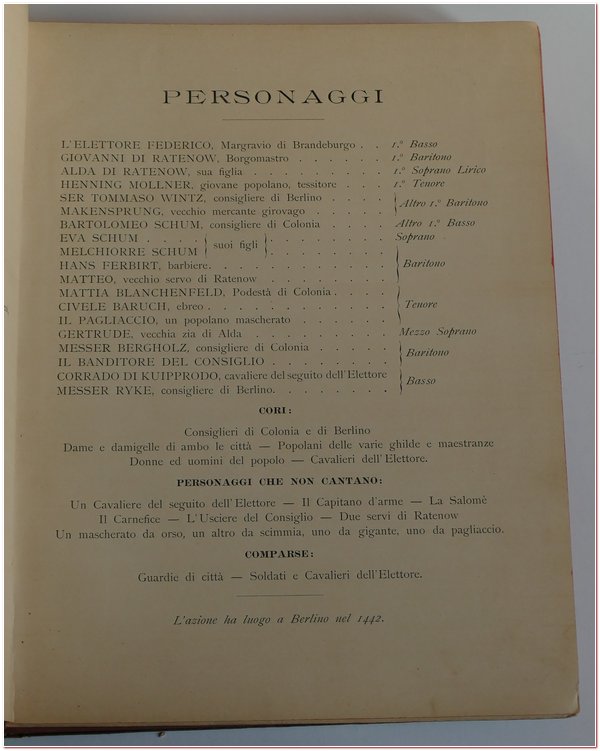 PERSONAGGI
L'ELETTORE FEDERICO, Margravio di Brandeburgo . . 1.º Basso
GIOVANNI DI RATENOW, Borgomastro . . . . . . 1.º Baritono
ALDA DI RATENOW, sua figlia . . . . . . . . 1.º Soprano Lirico
HENNING MOLLNER, giovane popolano, tessitore . . . 1.º Tenore
SER TOMMASO WINTZ, consigliere di Berlino . . . .
Altro 1.º Baritono
MAKENSPRUNG, vecchio mercante girovago . . . . .
BARTOLOMEO SCHUM, consigliere di Colonia . . . . Altro 1.º Basso
EVA SCHUM . . . . . . . . . . . Soprano
suoi figli
MELCHIORRE SCHUM . . . . . . .
HANS FERBIRT, barbiere. . . . . . . . . . Baritono
MATTEO, vecchio servo di Ratenow . . . . . . .
MATTIA BLANCHENFELD, Podestà di Colonia. . . .
CIVELE BARUCH, ebreo . . . . . . . . . . Tenore
IL PAGLIACCIO, un popolano mascherato . . . . . .
GERTRUDE, vecchia zia di Alda . . . . . . . Mezzo Soprano
MESSER BERGHOLZ, consigliere di Colonia . . . . .
Baritono
IL BANDITORE DEL CONSIGLIO . . . . . . .
CORRADO DI KUIPPRODO, cavaliere del seguito dell'Elettore
Basso
MESSER RYKE, consigliere di Berlino. . . . . . .
CORI:
Consiglieri di Colonia e di Berlino
Dame e damigelle di ambo le città — Popolani delle varie ghilde e maestranze
Donne ed uomini del popolo — Cavalieri dell'Elettore.
PERSONAGGI CHE NON CANTANO:
Un Cavaliere del seguito dell'Elettore — Il Capitano d'arme — La Salomè
Il Carnefice — L'Usciere del Consiglio — Due servi di Ratenow
Un mascherato da orso, un altro da scimmia, uno da gigante, uno da pagliaccio.
COMPARSE:
Guardie di città — Soldati e Cavalieri dell'Elettore.
L'azione ha luogo a Berlino nel 1442.